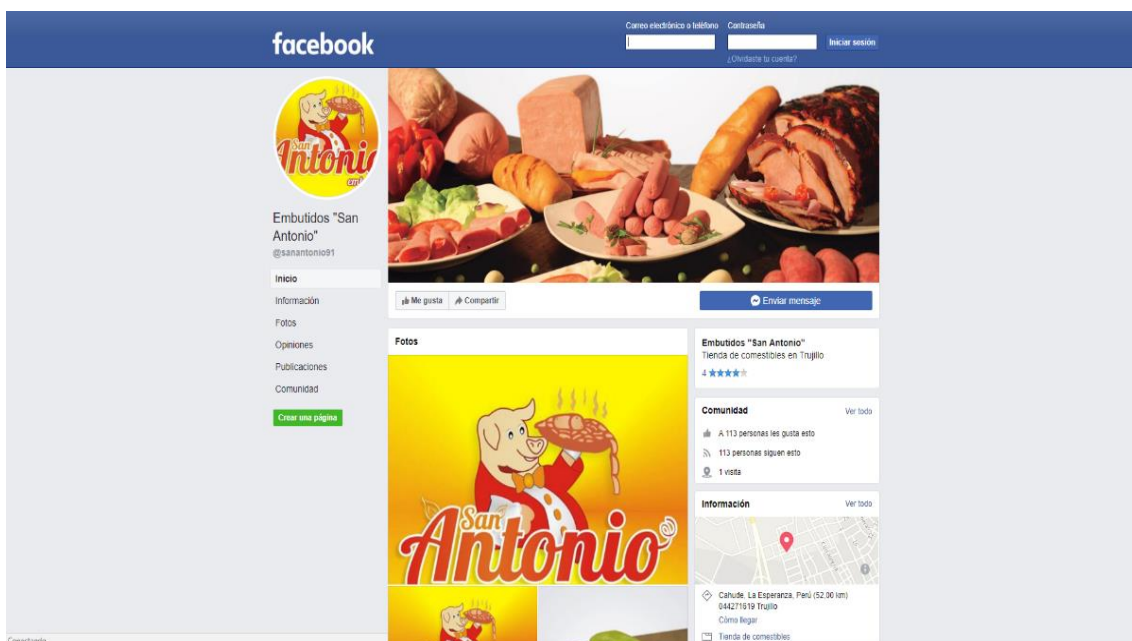 facebook
Correo electrónico o teléfono
Contraseña
Iniciar sesión
¿Olvidaste tu cuenta?
San
Antonio
Embutidos "San
Antonio"
@sanantonio91
Inicio
Información
Fotos
Opiniones
Publicaciones
Comunidad
Crear una página
Me gusta
Compartir
Enviar mensaje
Fotos
San
Antonio
Embutidos "San Antonio"
Tienda de comestibles en Trujillo
4 ★★★★☆
Comunidad
Ver todo
A 113 personas les gusta esto
113 personas siguen esto
1 visita
Información
Ver todo
Cahude, La Esperanza, Perú (52.00 km)
044271619 Trujillo
Cómo llegar
Tienda de comestibles